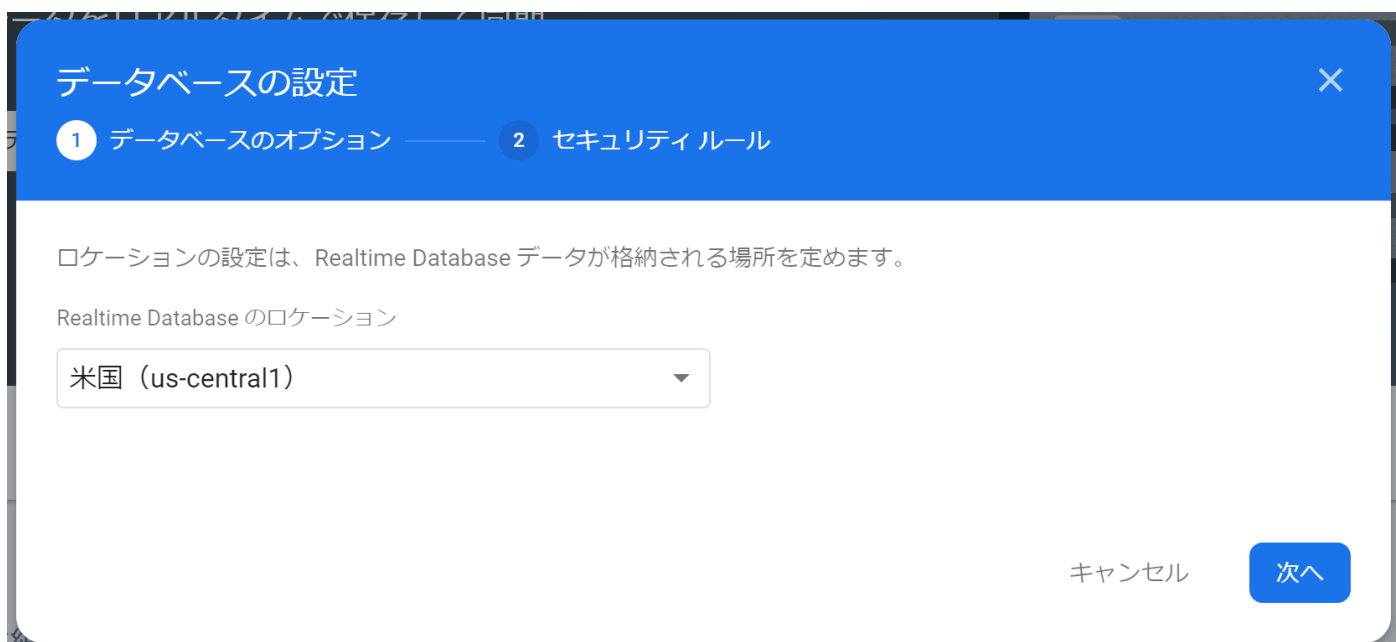 データベースの設定
1 データベースのオプション 2 セキュリティ ルール
ロケーションの設定は、Realtime Database データが格納される場所を定めます。
Realtime Database のロケーション
米国（us-central1）
キャンセル 次へ